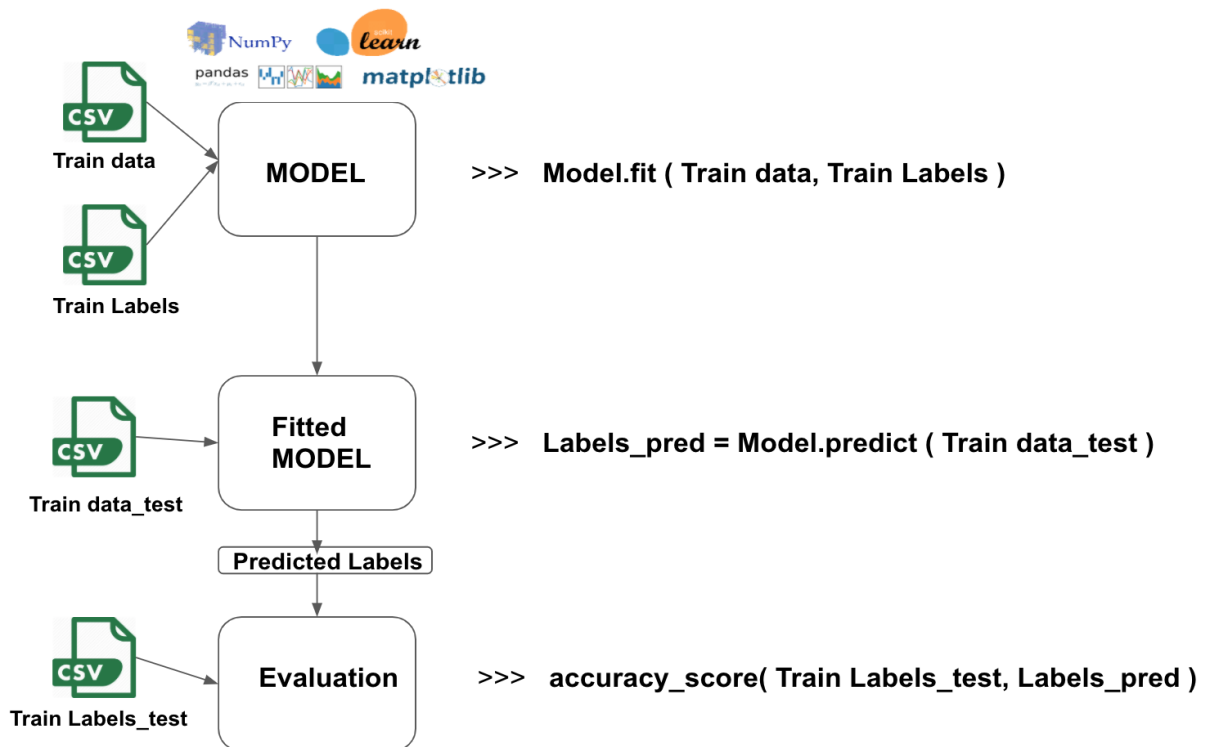 NumPy
scikit
learn
pandas
matplotlib
CSV
Train data
MODEL
>>> Model.fit ( Train data, Train Labels )
CSV
Train Labels
CSV
Train data_test
Fitted
MODEL
>>> Labels_pred = Model.predict ( Train data_test )
Predicted Labels
CSV
Train Labels_test
Evaluation
>>> accuracy_score( Train Labels_test, Labels_pred )